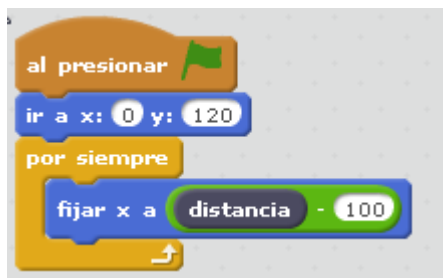 al presionar
ir a x: 0 y: 120
por siempre
fijar x a distancia - 100